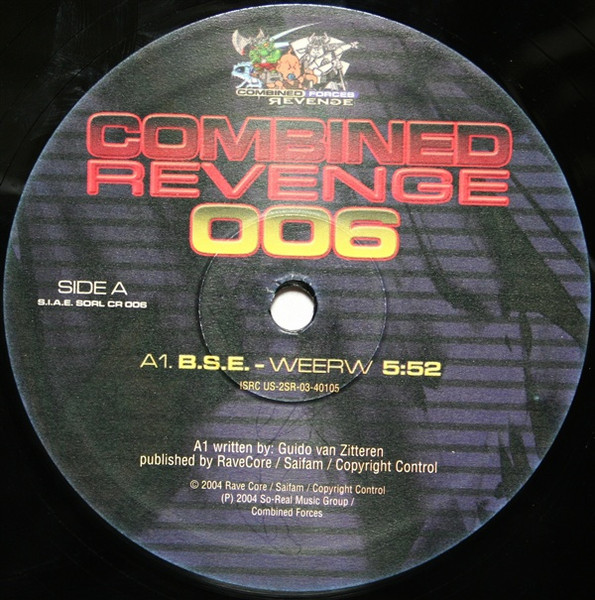 COMBINED FORCES
REVENGE
COMBINED
REVENGE
006
SIDE A
S.I.A.E. SORL CR 006
A1. B.S.E. - WEERW 5:52
ISRC US-2SR-03-40105
A1 written by: Guido van Zitteren
published by RaveCore / Saifam / Copyright Control
© 2004 Rave Core / Saifam / Copyright Control
(P) 2004 So-Real Music Group /
Combined Forces